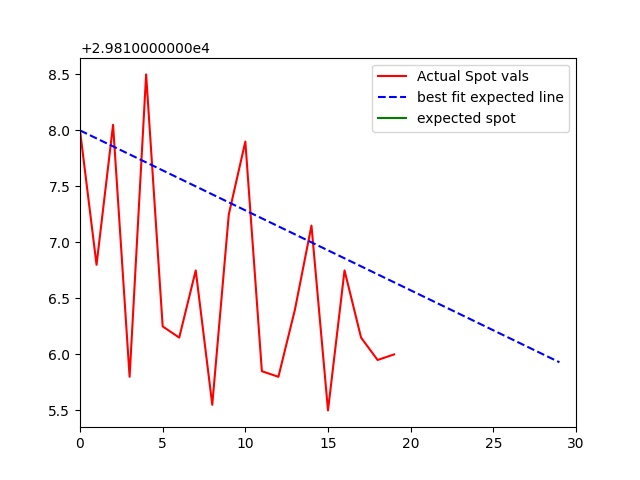 +2.9810000000e4
Actual Spot vals
best fit expected line
expected spot
8.5
8.0
7.5
7.0
6.5
6.0
5.5
0 5 10 15 20 25 30